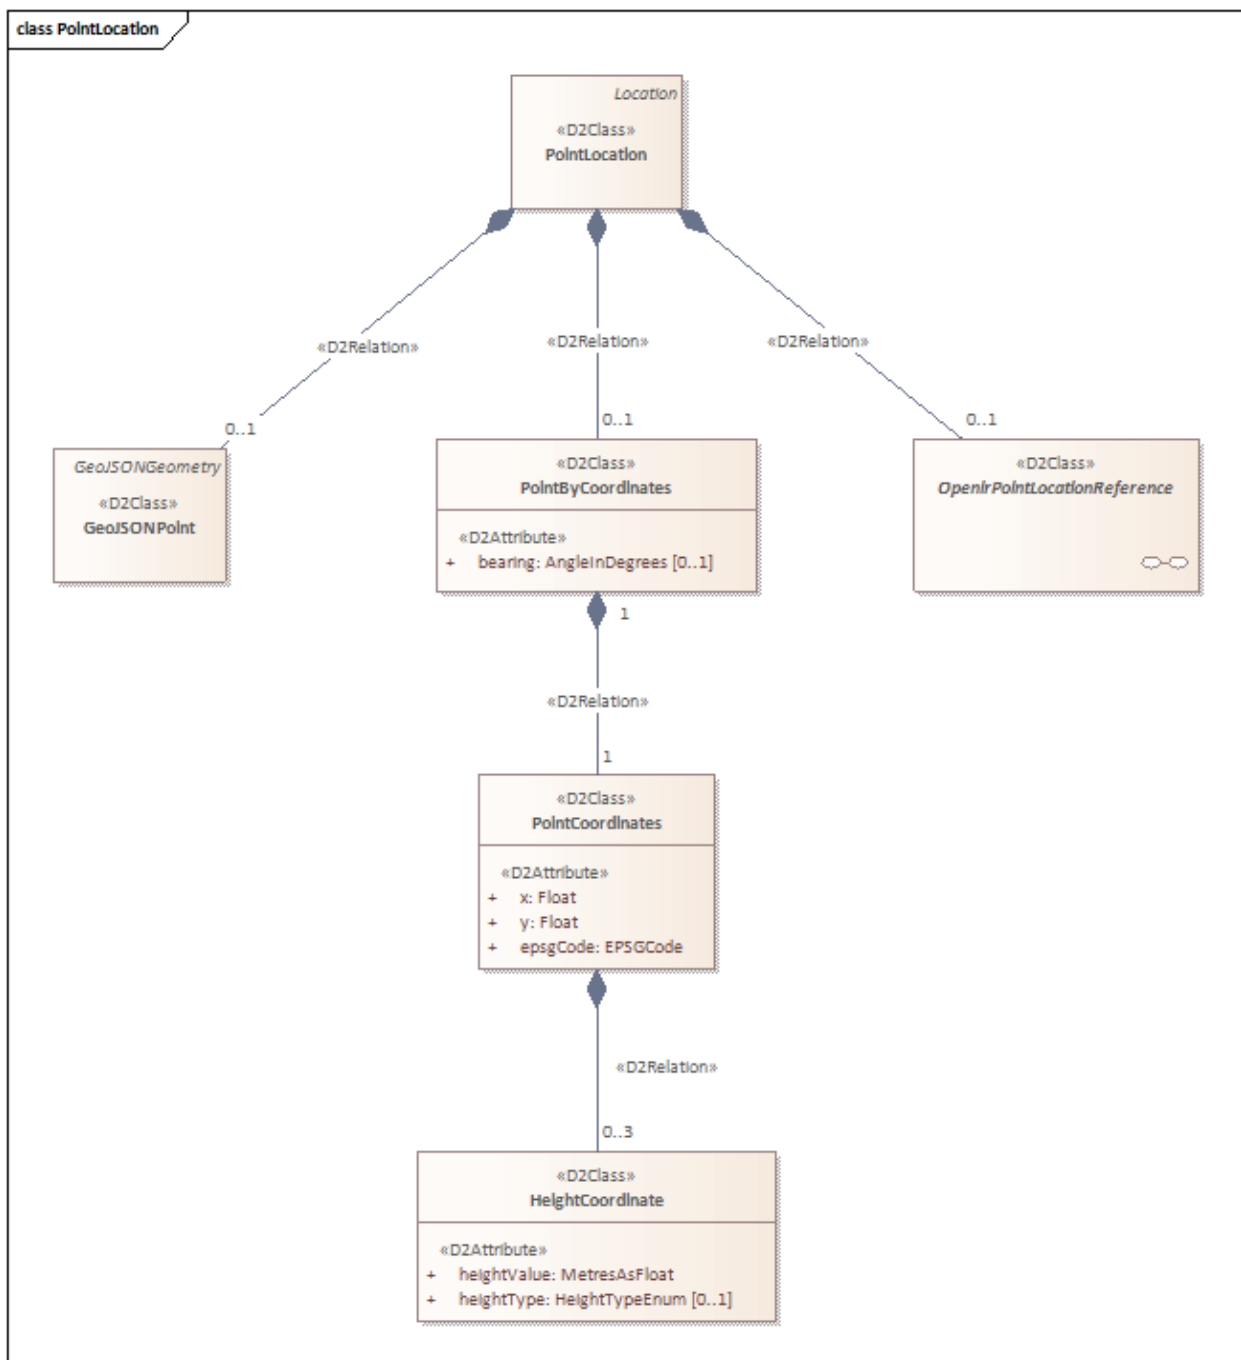 class PointLocation
Location
«D2Class»
PointLocation
«D2Relation»
«D2Relation»
«D2Relation»
0..1
0..1
0..1
GeoJSONGeometry
«D2Class»
GeoJSONPoint
«D2Class»
PointByCoordinates
«D2Attribute»
+ bearing: AngleInDegrees [0..1]
«D2Class»
OpenlrPointLocationReference
1
«D2Relation»
1
«D2Class»
PointCoordinates
«D2Attribute»
+ x: Float
+ y: Float
+ epsgCode: EPSGCode
«D2Relation»
0..3
«D2Class»
HeightCoordinate
«D2Attribute»
+ heightValue: MetresAsFloat
+ heightType: HeightTypeEnum [0..1]